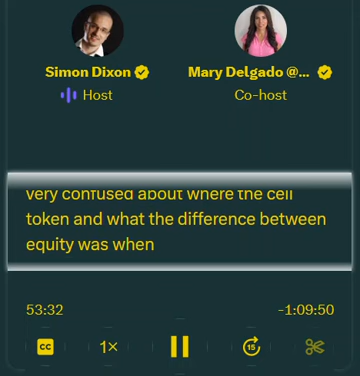 Simon Dixon
Mary Delgado @...
Host
Co-host
very confused about where the cell
token and what the difference between
equity was when
53:32
-1:09:50
CC
1×
15